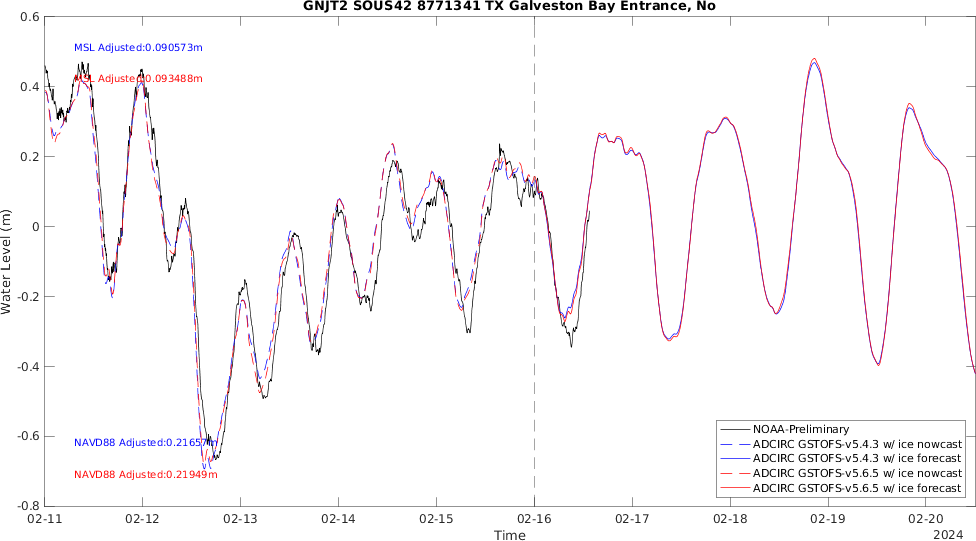 GNJT2 SOUS42 8771341 TX Galveston Bay Entrance, No
0.6
MSL Adjusted:0.090573m
MSL Adjusted:0.093488m
0.4
0.2
0
-0.2
-0.4
-0.6
-0.8
Water Level (m)
NAVD88 Adjusted:0.21657m
NAVD88 Adjusted:0.21949m
NOAA-Preliminary
ADCIRC GSTOFS-v5.4.3 w/ ice nowcast
ADCIRC GSTOFS-v5.4.3 w/ ice forecast
ADCIRC GSTOFS-v5.6.5 w/ ice nowcast
ADCIRC GSTOFS-v5.6.5 w/ ice forecast
02-11 02-12 02-13 02-14 02-15 02-16 02-17 02-18 02-19 02-20
Time
2024